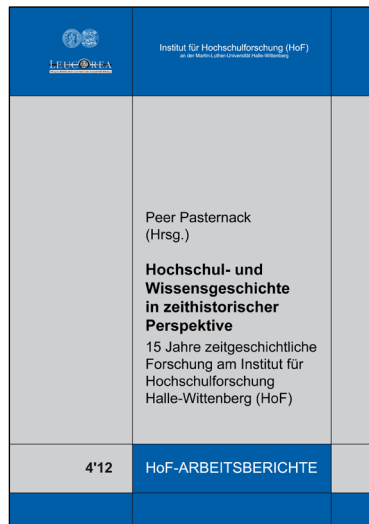 Institut für Hochschulforschung (HoF)
an der Martin-Luther-Universität Halle-Wittenberg
LEUCOREA
Peer Pasternack
(Hrsg.)
Hochschul- und
Wissensgeschichte
in zeithistorischer
Perspektive
15 Jahre zeitgeschichtliche
Forschung am Institut für
Hochschulforschung
Halle-Wittenberg (HoF)
4'12
HoF-ARBEITSBERICHTE